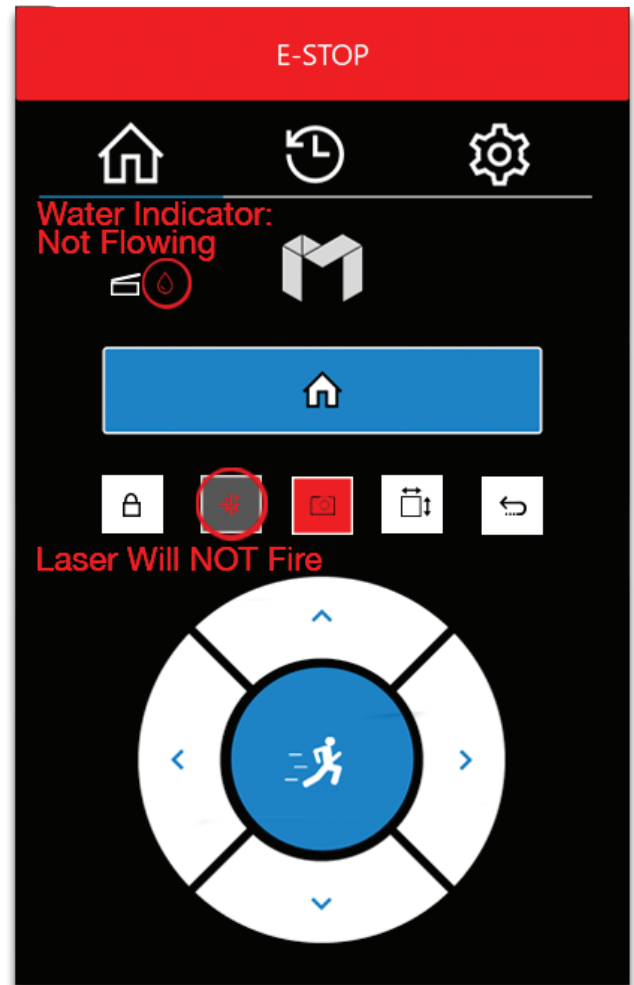 E-STOP
Water Indicator:
Not Flowing
Laser Will NOT Fire